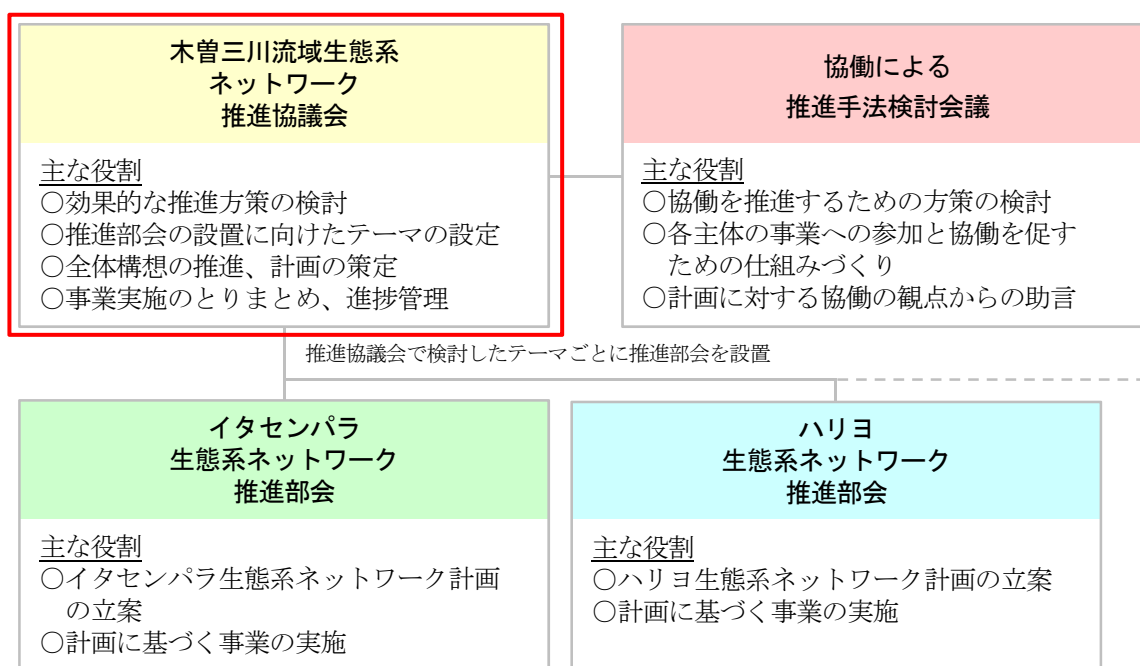 木曽三川流域生態系
ネットワーク
推進協議会
主な役割
○効果的な推進方策の検討
○推進部会の設置に向けたテーマの設定
○全体構想の推進、計画の策定
○事業実施のとりまとめ、進捗管理
協働による
推進手法検討会議
主な役割
○協働を推進するための方策の検討
○各主体の事業への参加と協働を促す
ための仕組みづくり
○計画に対する協働の観点からの助言
推進協議会で検討したテーマごとに推進部会を設置
イタセンパラ
生態系ネットワーク
推進部会
主な役割
○イタセンパラ生態系ネットワーク計画
の立案
○計画に基づく事業の実施
ハリヨ
生態系ネットワーク
推進部会
主な役割
○ハリヨ生態系ネットワーク計画の立案
○計画に基づく事業の実施